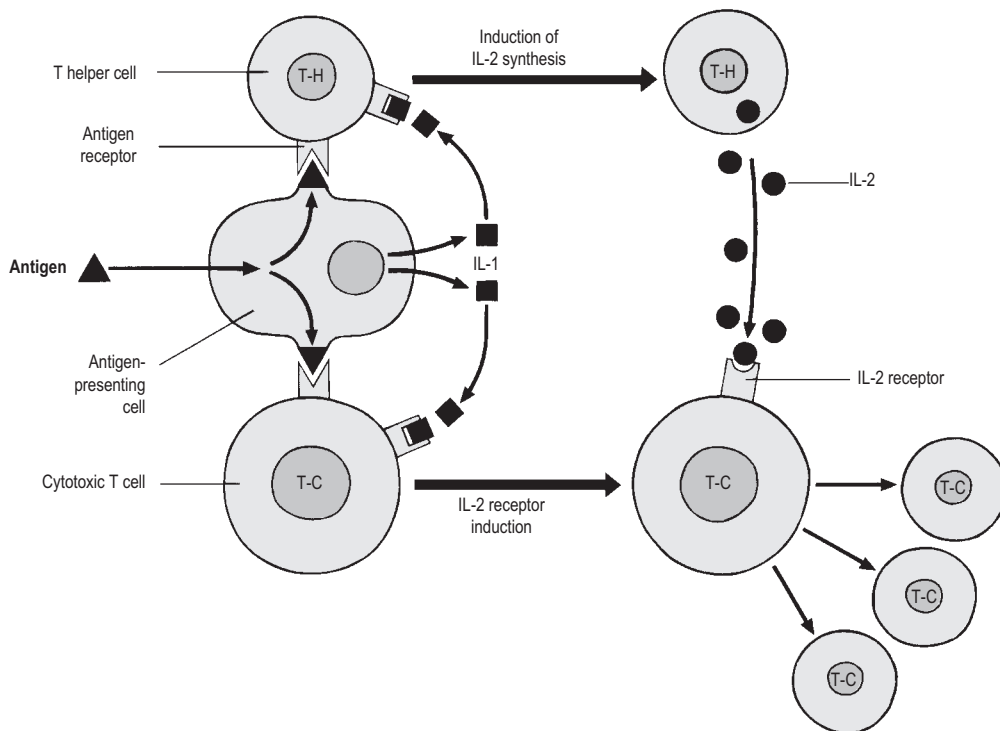 Induction of
IL-2 synthesis
T helper cell
T-H
T-H
Antigen
receptor
IL-2
Antigen
IL-1
Antigen-
presenting
cell
IL-2 receptor
Cytotoxic T cell
T-C
T-C
T-C
IL-2 receptor
induction
T-C
T-C